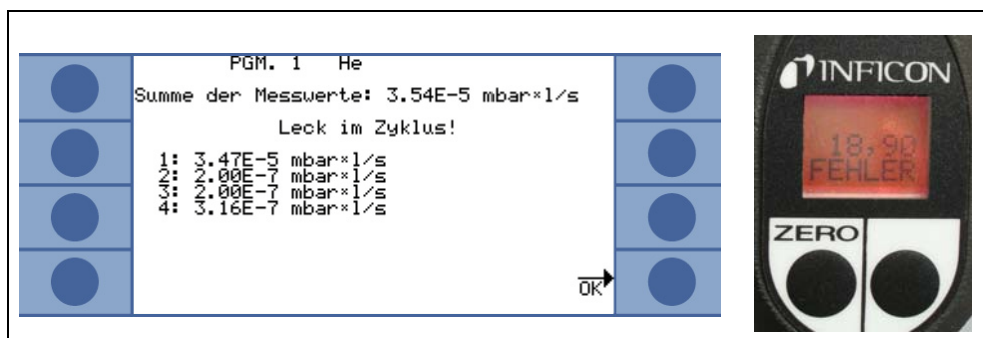 PGM. 1 He
Summe der Messwerte: 3.54E-5 mbar×l/s
Leck im Zyklus!
1: 3.47E-5 mbar×l/s
2: 2.00E-7 mbar×l/s
3: 2.00E-7 mbar×l/s
4: 3.16E-7 mbar×l/s
OK
INFICON
18,90
FEHLER
ZERO